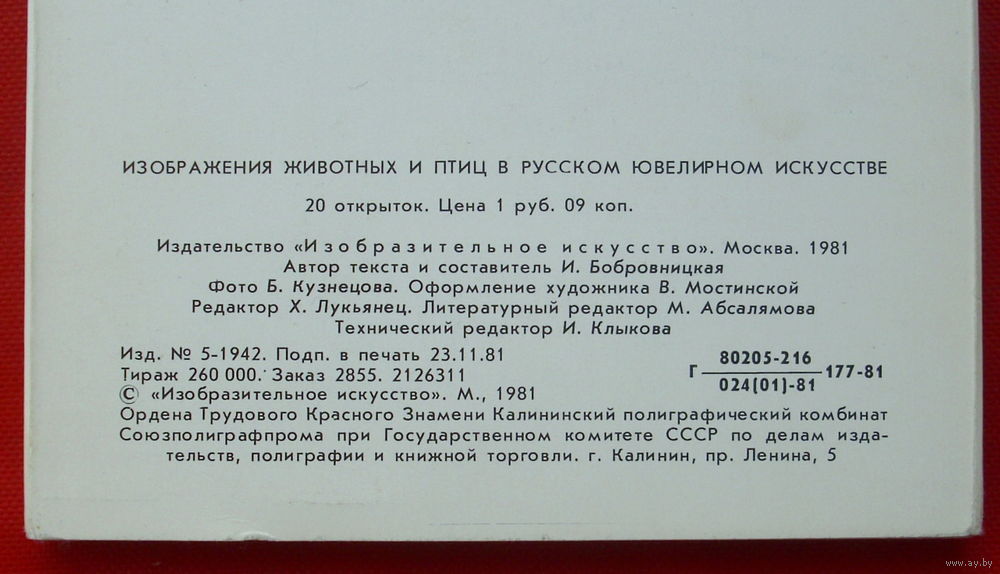 ИЗОБРАЖЕНИЯ ЖИВОТНЫХ И ПТИЦ В РУССКОМ ЮВЕЛИРНОМ ИСКУССТВЕ
20 открыток. Цена 1 руб. 09 коп.
Издательство «Изобразительное искусство». Москва. 1981
Автор текста и составитель И. Бобровницкая
Фото Б. Кузнецова. Оформление художника В. Мостинской
Редактор Х. Лукьянец. Литературный редактор М. Абсалямова
Технический редактор И. Клыкова
Изд. № 5-1942. Подп. в печать 23.11.81
Тираж 260 000. Заказ 2855. 2126311
Г 80205-216 / 024(01)-81 177-81
© «Изобразительное искусство». М., 1981
Ордена Трудового Красного Знамени Калининский полиграфический комбинат
Союзполиграфпрома при Государственном комитете СССР по делам изда-
тельств, полиграфии и книжной торговли. г. Калинин, пр. Ленина, 5
www.ay.by